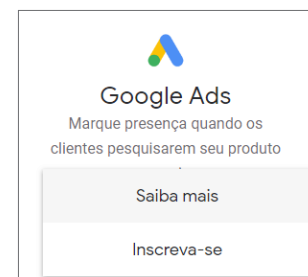 Google Ads
Marque presença quando os
clientes pesquisarem seu produto
Saiba mais
Inscreva-se